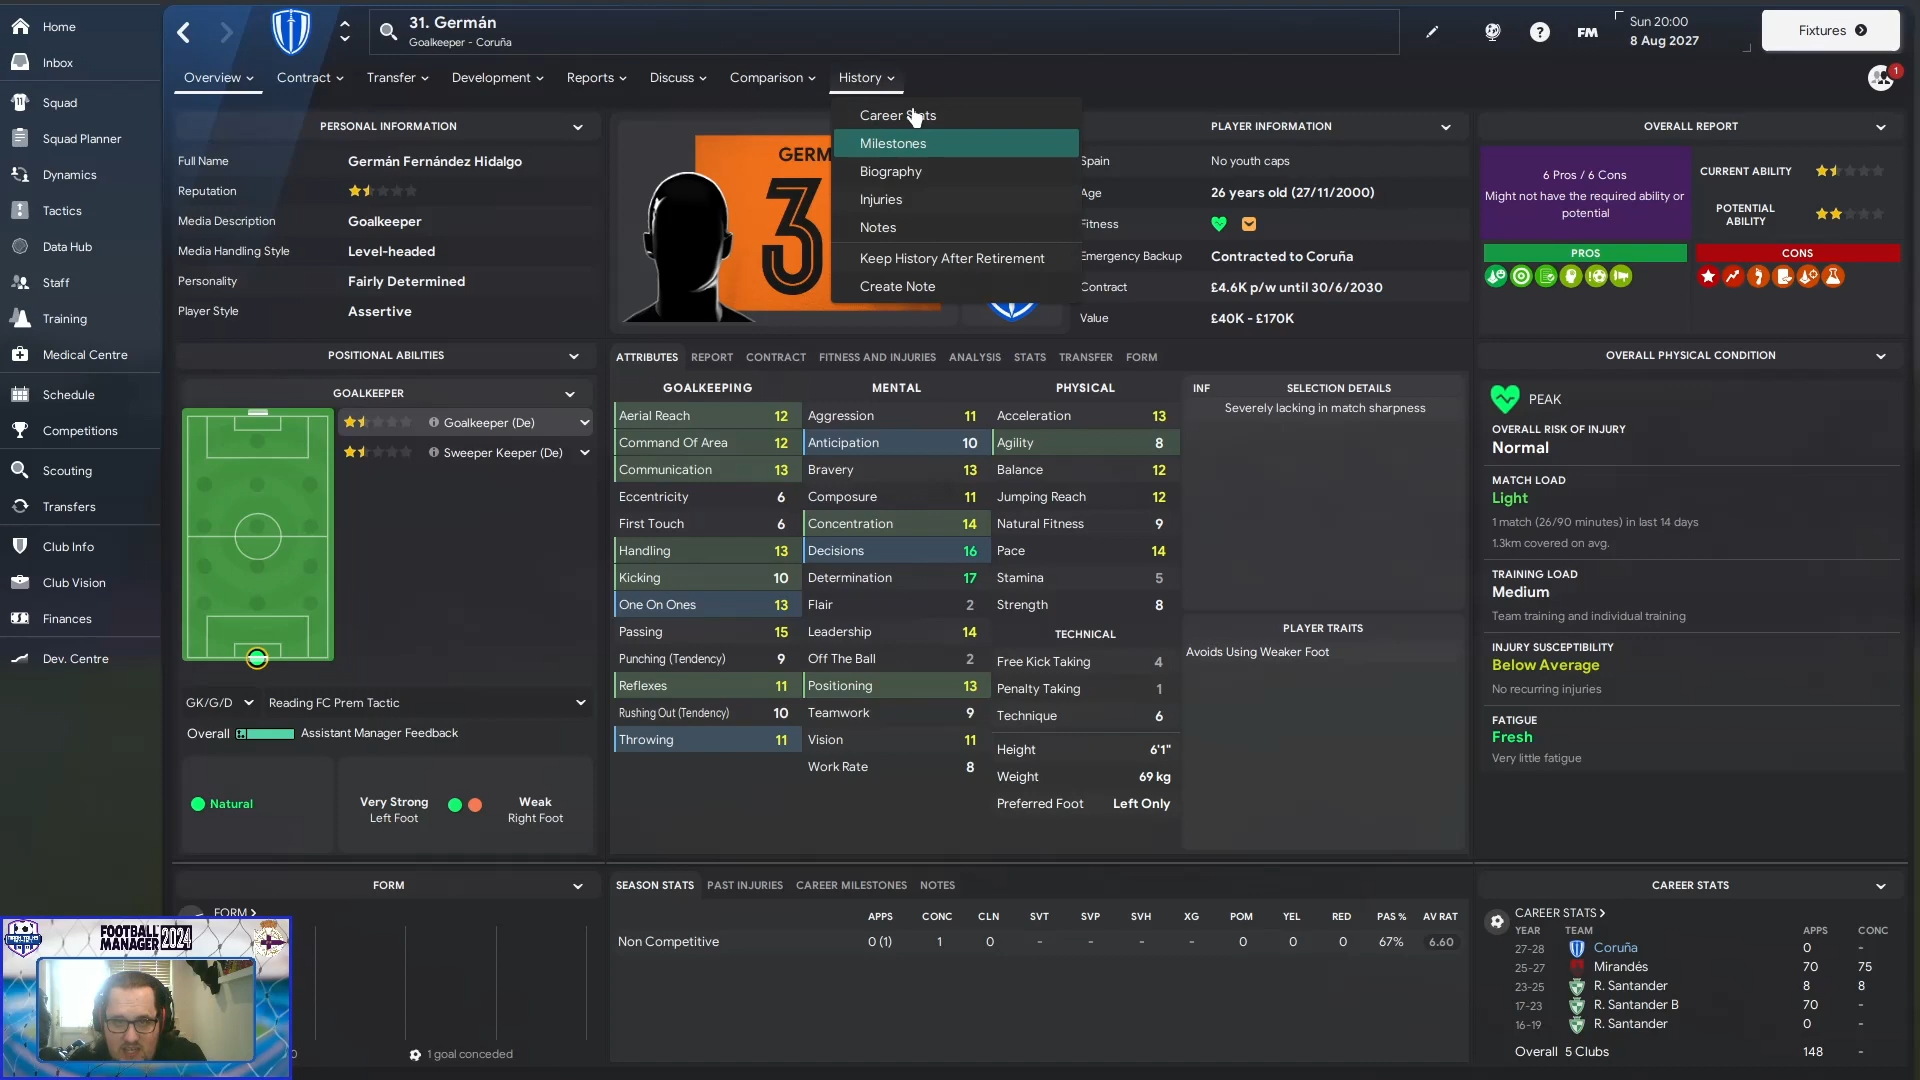 Home
Inbox
Squad
Squad Planner
Dynamics
Tactics
Data Hub
Staff
Training
Medical Centre
Schedule
Competitions
Scouting
Transfers
Club Info
Club Vision
Finances
Dev. Centre
31. Germán
Goalkeeper - Coruña
FM
Sun 20:00
8 Aug 2027
Fixtures
Overview
Contract
Transfer
Development
Reports
Discuss
Comparison
History
1
Career Stats
Milestones
Biography
Injuries
Notes
Keep History After Retirement
Create Note
PERSONAL INFORMATION
Full Name Germán Fernández Hidalgo
Reputation
Media Description Goalkeeper
Media Handling Style Level-headed
Personality Fairly Determined
Player Style Assertive
GERM
3
PLAYER INFORMATION
Spain No youth caps
Age 26 years old (27/11/2000)
Fitness
Emergency Backup Contracted to Coruña
Contract £4.6K p/w until 30/6/2030
Value £40K - £170K
OVERALL REPORT
6 Pros / 6 Cons
Might not have the required ability or
potential
CURRENT ABILITY
POTENTIAL
ABILITY
PROS CONS
POSITIONAL ABILITIES
GOALKEEPER
Goalkeeper (De)
Sweeper Keeper (De)
GK/G/D Reading FC Prem Tactic
Overall Assistant Manager Feedback
Natural
Very Strong
Left Foot
Weak
Right Foot
ATTRIBUTES REPORT CONTRACT FITNESS AND INJURIES ANALYSIS STATS TRANSFER FORM
GOALKEEPING
Aerial Reach 12
Command Of Area 12
Communication 13
Eccentricity 6
First Touch 6
Handling 13
Kicking 10
One On Ones 13
Passing 15
Punching (Tendency) 9
Reflexes 11
Rushing Out (Tendency) 10
Throwing 11
MENTAL
Aggression 11
Anticipation 10
Bravery 13
Composure 11
Concentration 14
Decisions 16
Determination 17
Flair 2
Leadership 14
Off The Ball 2
Positioning 13
Teamwork 9
Vision 11
Work Rate 8
PHYSICAL
Acceleration 13
Agility 8
Balance 12
Jumping Reach 12
Natural Fitness 9
Pace 14
Stamina 5
Strength 8
TECHNICAL
Free Kick Taking 4
Penalty Taking 1
Technique 6
Height 6'1"
Weight 69 kg
Preferred Foot Left Only
INF SELECTION DETAILS
Severely lacking in match sharpness
PLAYER TRAITS
Avoids Using Weaker Foot
OVERALL PHYSICAL CONDITION
PEAK
OVERALL RISK OF INJURY
Normal
MATCH LOAD
Light
1 match (26/90 minutes) in last 14 days
1.3km covered on avg.
TRAINING LOAD
Medium
Team training and individual training
INJURY SUSCEPTIBILITY
Below Average
No recurring injuries
FATIGUE
Fresh
Very little fatigue
FORM
FORM >
0
1 goal conceded
FOOTBALL
MANAGER 2024
SEASON STATS PAST INJURIES CAREER MILESTONES NOTES
APPS CONC CLN SVT SVP SVH XG POM YEL RED PAS % AV RAT
Non Competitive 0 (1) 1 0 - - - - 0 0 0 67% 6.60
CAREER STATS
CAREER STATS >
YEAR TEAM APPS CONC
27-28 Coruña 0 -
25-27 Mirandés 70 75
23-25 R. Santander 8 8
17-23 R. Santander B 70 -
16-19 R. Santander 0 -
Overall 5 Clubs 148 -